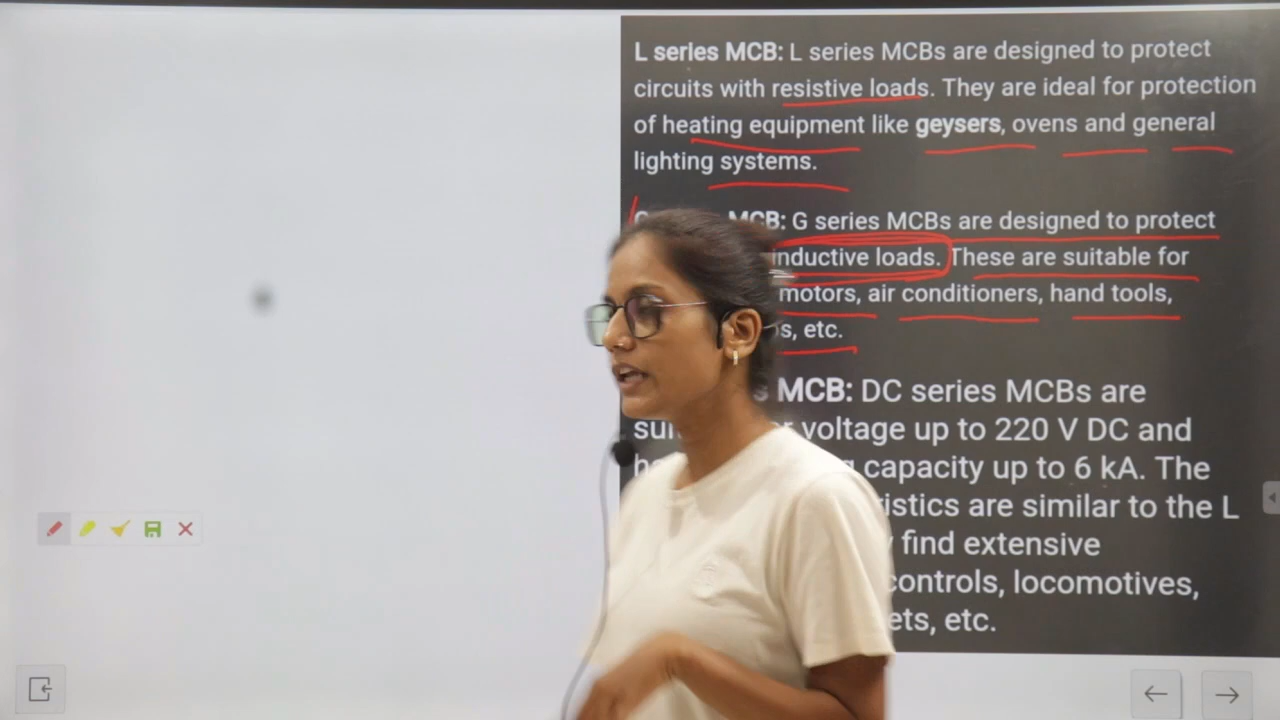 L series MCB: L series MCBs are designed to protect
circuits with resistive loads. They are ideal for protection
of heating equipment like geysers, ovens and general
lighting systems.
MCB: G series MCBs are designed to protect
inductive loads. These are suitable for
motors, air conditioners, hand tools,
etc.
MCB: DC series MCBs are
voltage up to 220 V DC and
capacity up to 6 kA. The
are similar to the L
find extensive
controls, locomotives,
etc.